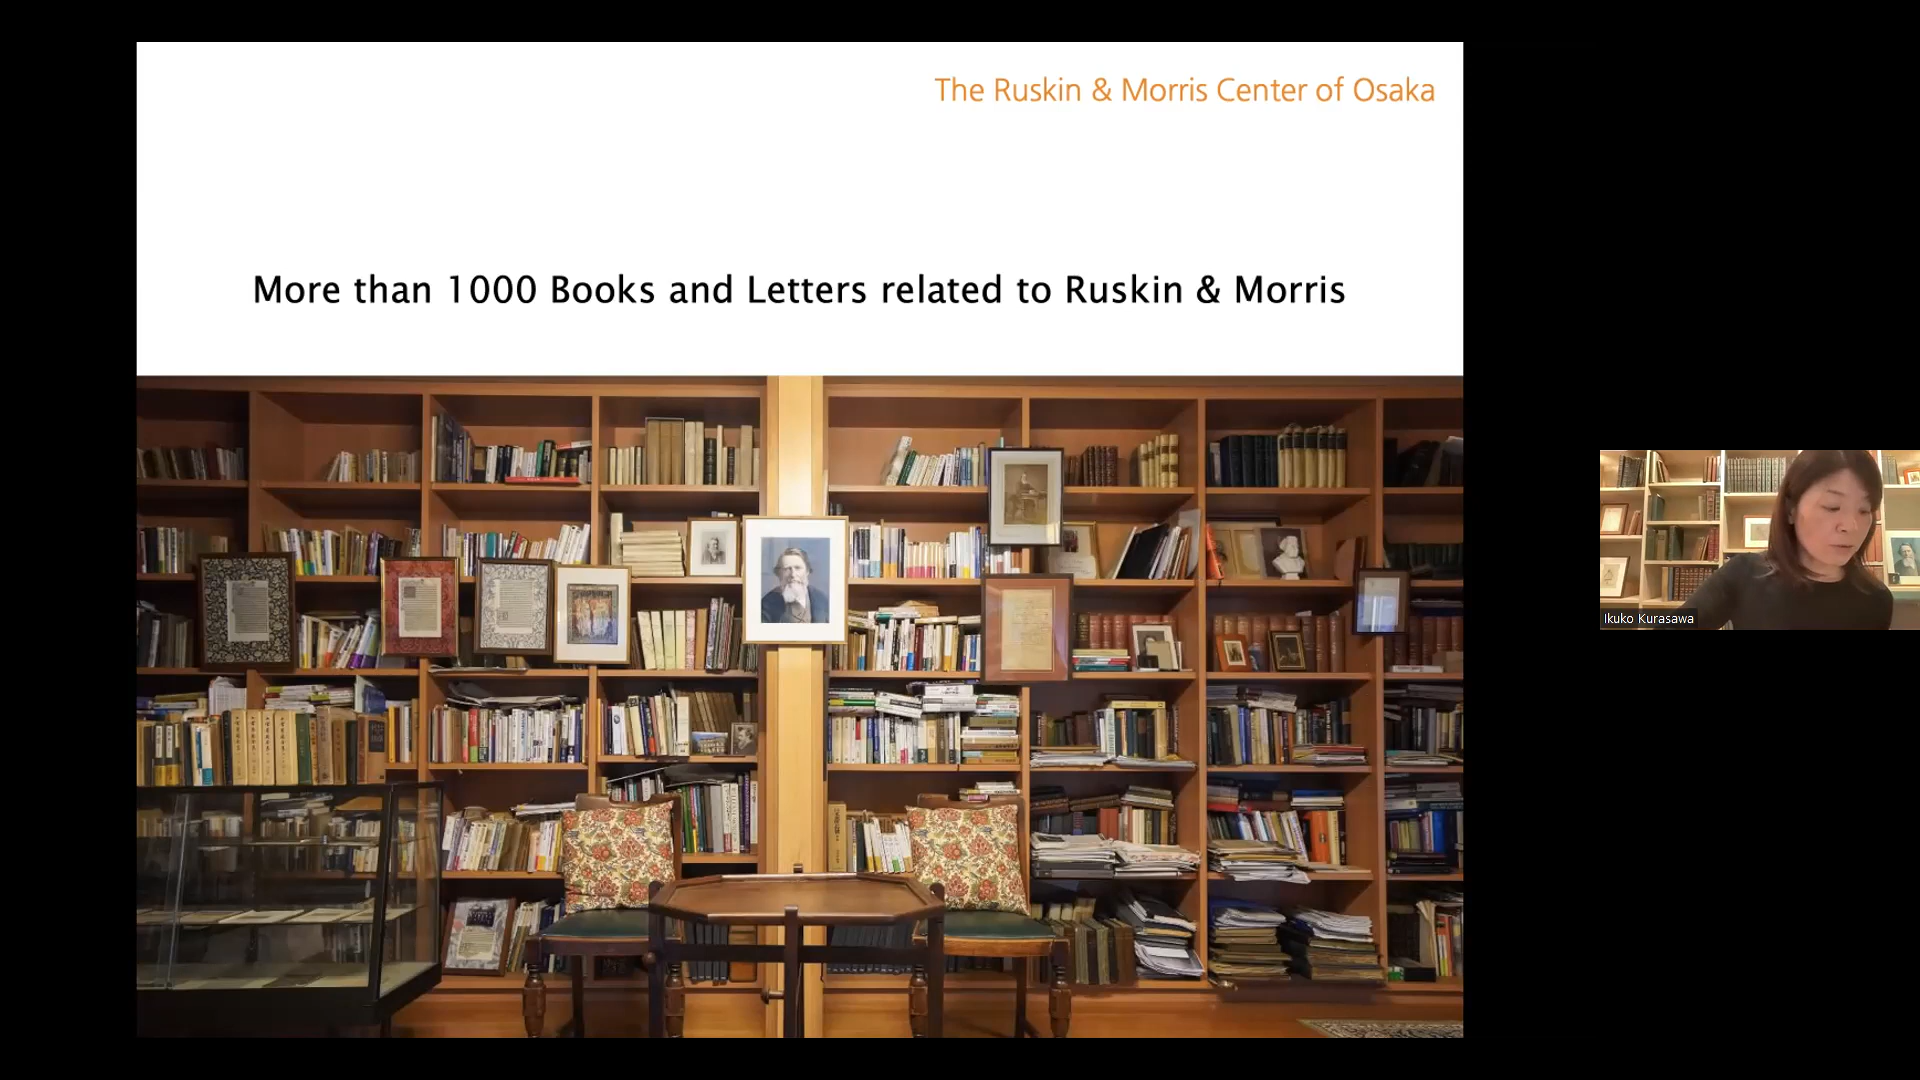 The Ruskin & Morris Center of Osaka
More than 1000 Books and Letters related to Ruskin & Morris
Ikuko Kurasawa